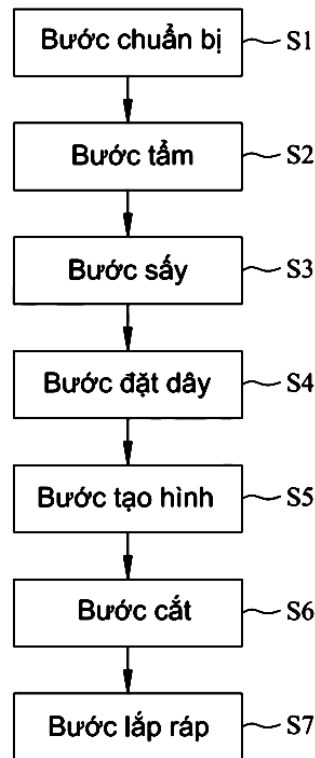 Bước chuẩn bị S1
Bước tẩm S2
Bước sấy S3
Bước đặt dây S4
Bước tạo hình S5
Bước cắt S6
Bước lắp ráp S7